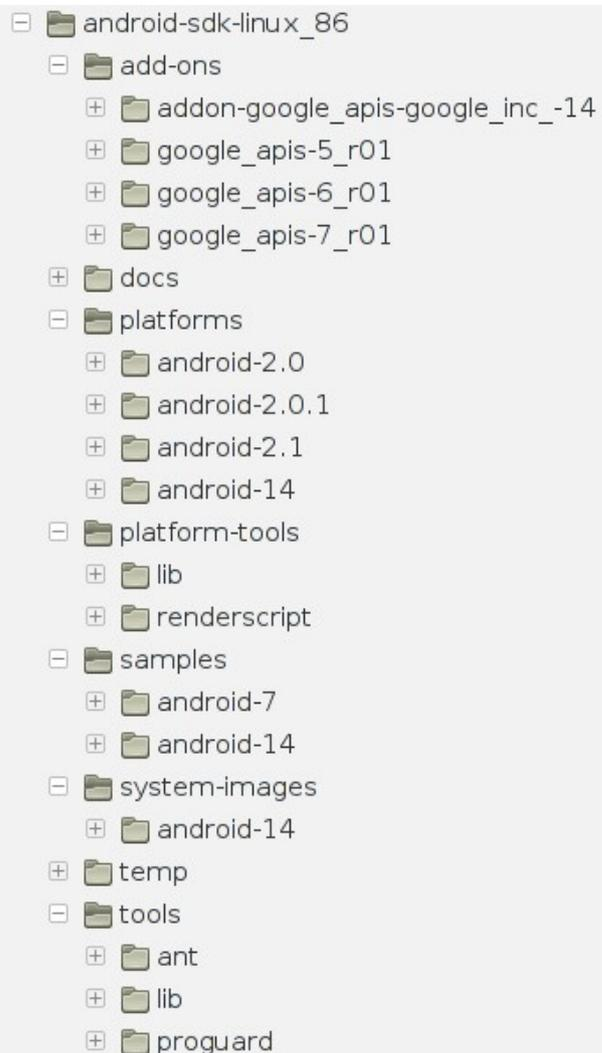 android-sdk-linux_86
add-ons
addon-google_apis-google_inc_-14
google_apis-5_r01
google_apis-6_r01
google_apis-7_r01
docs
platforms
android-2.0
android-2.0.1
android-2.1
android-14
platform-tools
lib
renderscript
samples
android-7
android-14
system-images
android-14
temp
tools
ant
lib
proguard